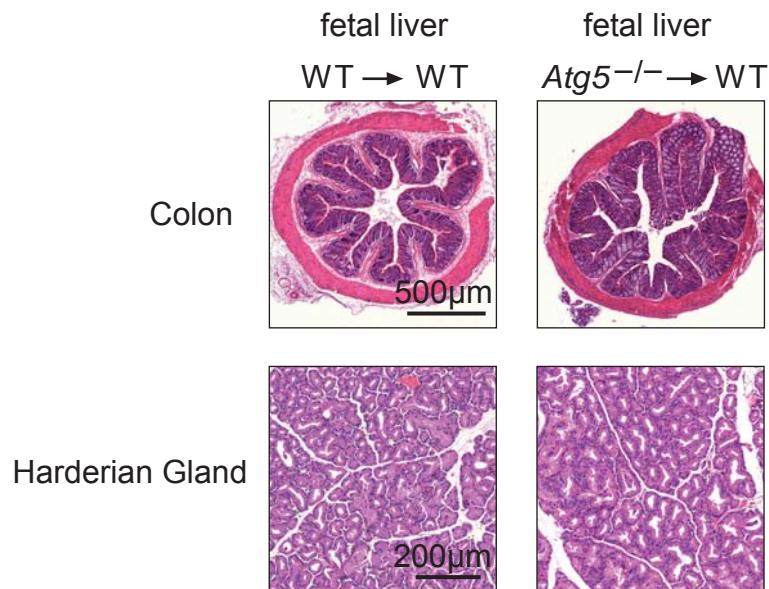 fetal liver
WT → WT
fetal liver
Atg5–/– → WT
Colon
500µm
Harderian Gland
200µm